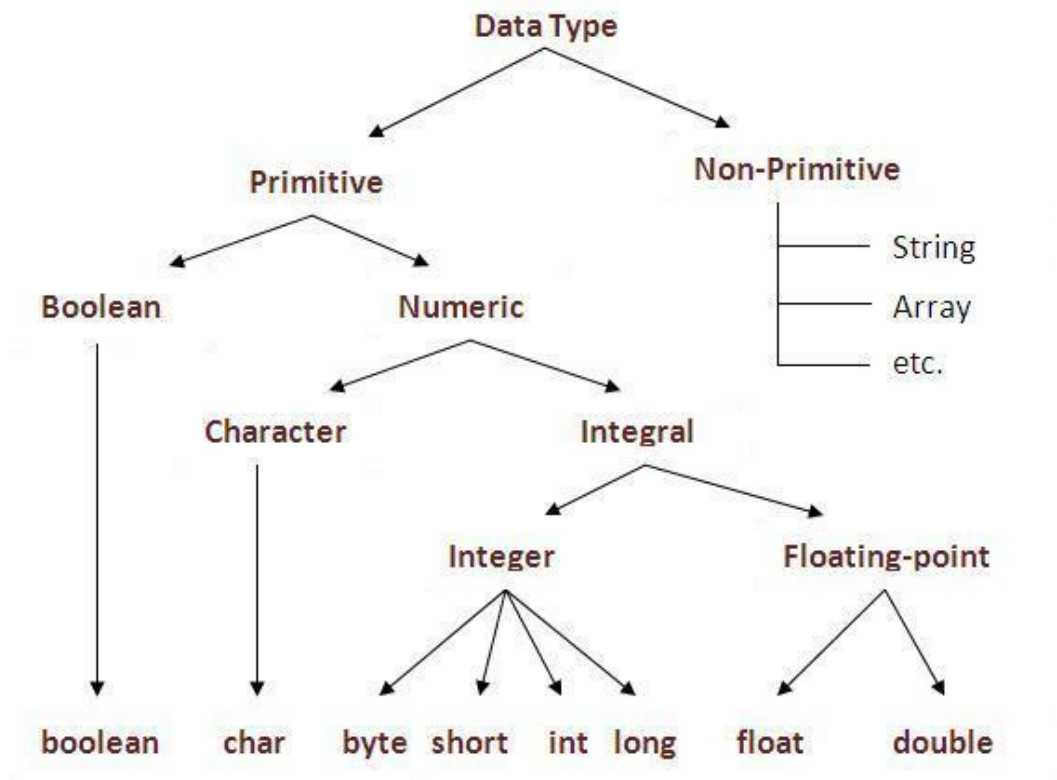 Data Type
Primitive
Non-Primitive
String
Array
etc.
Boolean
Numeric
Character
Integral
Integer
Floating-point
boolean char byte short int long float double